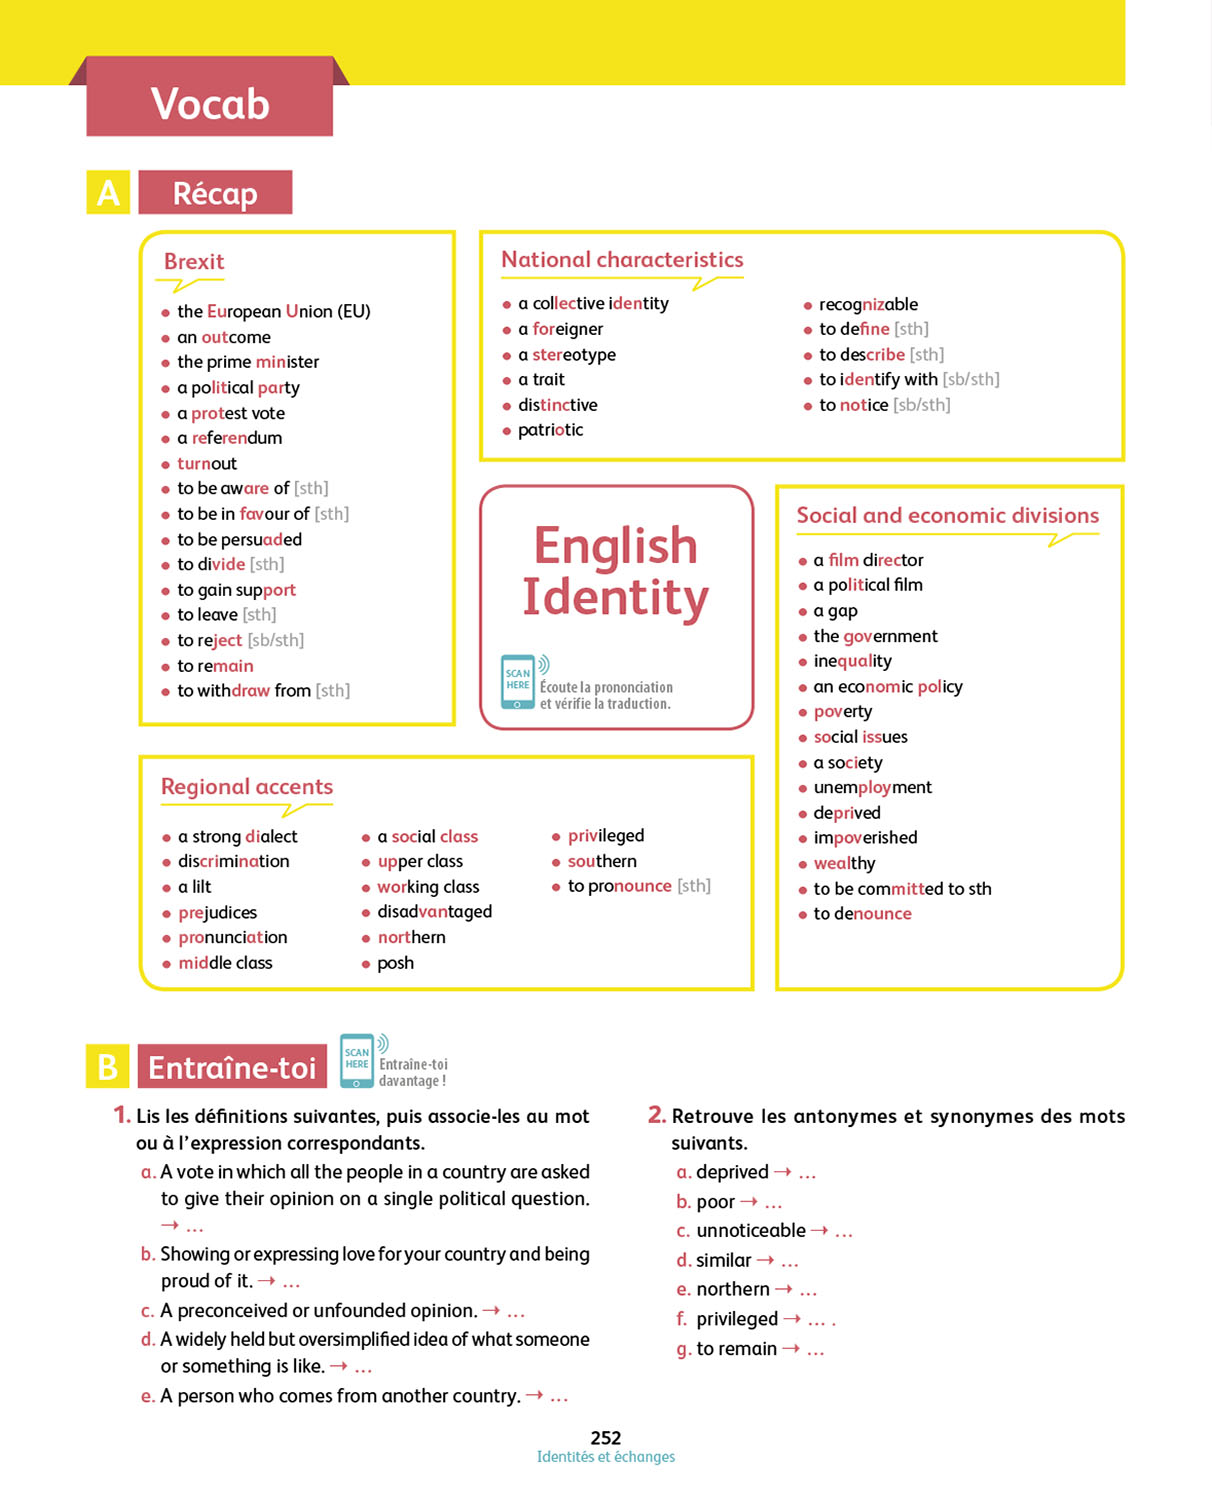 Vocab
A Récap
Brexit
• the European Union (EU)
• an outcome
• the prime minister
• a political party
• a protest vote
• a referendum
• turnout
• to be aware of [sth]
• to be in favour of [sth]
• to be persuaded
• to divide [sth]
• to gain support
• to leave [sth]
• to reject [sb/sth]
• to remain
• to withdraw from [sth]
National characteristics
• a collective identity
• a foreigner
• a stereotype
• a trait
• distinctive
• patriotic
• recognizable
• to define [sth]
• to describe [sth]
• to identify with [sb/sth]
• to notice [sb/sth]
English
Identity
SCAN
HERE
Écoute la prononciation
et vérifie la traduction.
Social and economic divisions
• a film director
• a political film
• a gap
• the government
• inequality
• an economic policy
• poverty
• social issues
• a society
• unemployment
• deprived
• impoverished
• wealthy
• to be committed to sth
• to denounce
Regional accents
• a strong dialect
• discrimination
• a lilt
• prejudices
• pronunciation
• middle class
• a social class
• upper class
• working class
• disadvantaged
• northern
• posh
• privileged
• southern
• to pronounce [sth]
B Entraîne-toi
SCAN
HERE
Entraîne-toi
davantage !
1. Lis les définitions suivantes, puis associe-les au mot
ou à l'expression correspondants.
a. A vote in which all the people in a country are asked
to give their opinion on a single political question.
→ ...
b. Showing or expressing love for your country and being
proud of it. → ...
c. A preconceived or unfounded opinion. → ...
d. A widely held but oversimplified idea of what someone
or something is like. → ...
e. A person who comes from another country. → ...
2. Retrouve les antonymes et synonymes des mots
suivants.
a. deprived → ...
b. poor → ...
c. unnoticeable → ...
d. similar → ...
e. northern → ...
f. privileged → ... .
g. to remain → ...
252
Identités et échanges